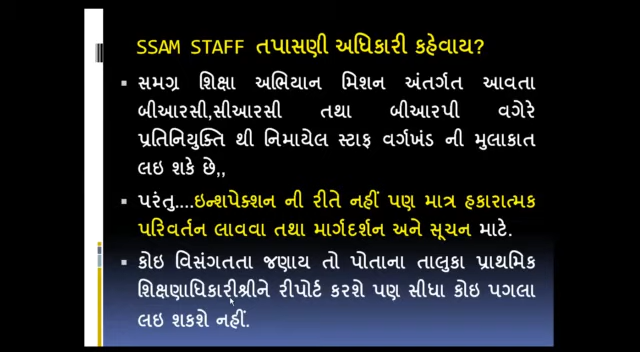 SSAM STAFF તપાસણી અધિકારી કહેવાય?
સમગ્ર શિક્ષા અભિયાન મિશન અંતર્ગત આવતા
બીઆરસી,સીઆરસી તથા બીઆરપી વગેરે
પ્રતિનિયુક્તિ થી નિમાયેલ સ્ટાફ વર્ગખંડ ની મુલાકાત
લઇ શકે છે,,
પરંતુ....ઇન્શપેક્શન ની રીતે નહીં પણ માત્ર હકારાત્મક
પરિવર્તન લાવવા તથા માર્ગદર્શન અને સૂચન માટે.
કોઇ વિસંગતતા જણાય તો પોતાના તાલુકા પ્રાથમિક
શિક્ષણાધિકારીશ્રીને રીપોર્ટ કરશે પણ સીધા કોઇ પગલા
લઇ શકશે નહીં.